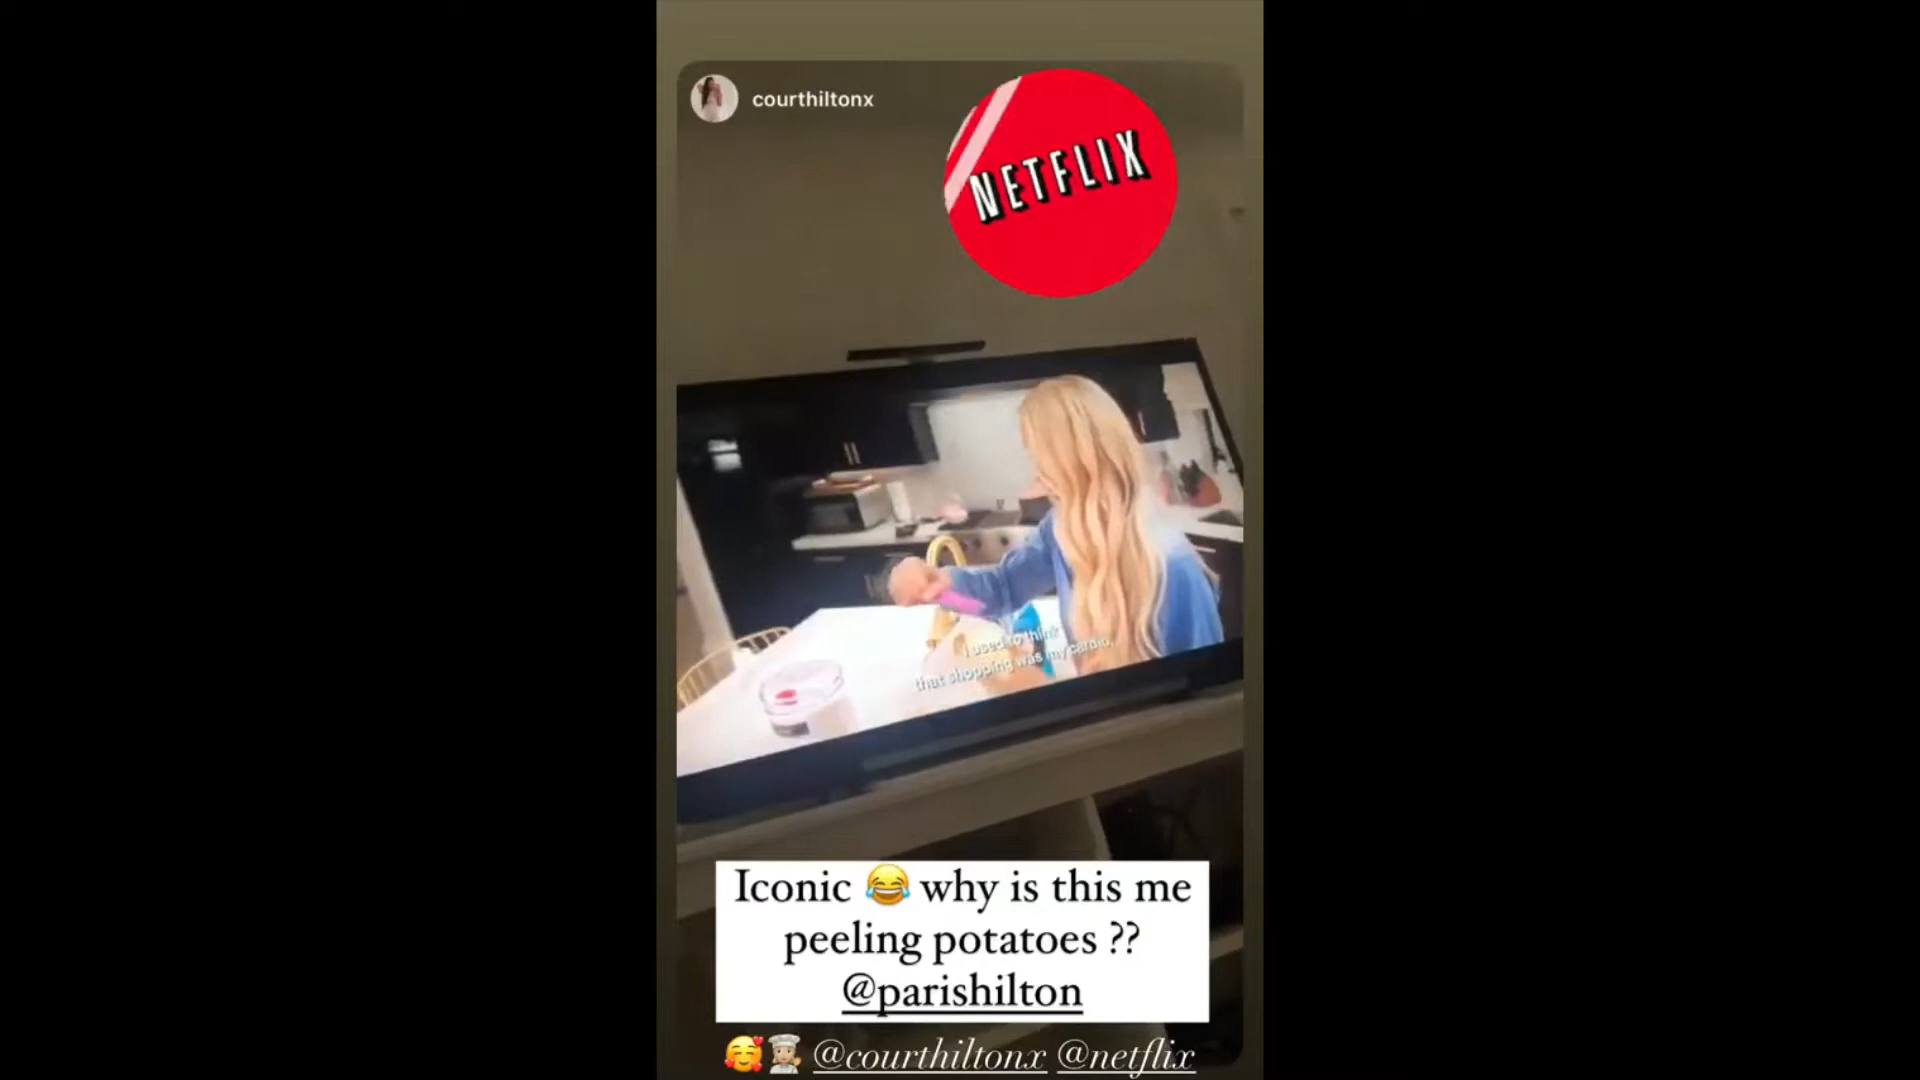 courthiltonx
NETFLIX
I used to think
that shopping was my cardio,
Iconic 😂 why is this me
peeling potatoes ??
@parishilton
🥰👩🏼‍🍳 @courthiltonx @netflix